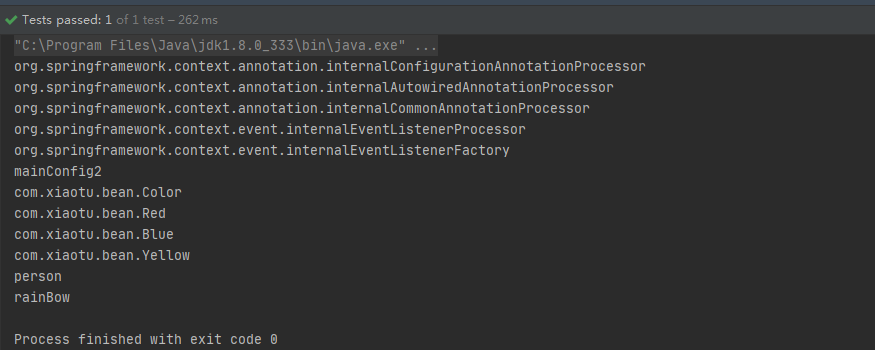 Tests passed: 1 of 1 test – 262 ms
"C:\Program Files\Java\jdk1.8.0_333\bin\java.exe" ...
org.springframework.context.annotation.internalConfigurationAnnotationProcessor
org.springframework.context.annotation.internalAutowiredAnnotationProcessor
org.springframework.context.annotation.internalCommonAnnotationProcessor
org.springframework.context.event.internalEventListenerProcessor
org.springframework.context.event.internalEventListenerFactory
mainConfig2
com.xiaotu.bean.Color
com.xiaotu.bean.Red
com.xiaotu.bean.Blue
com.xiaotu.bean.Yellow
person
rainBow
Process finished with exit code 0